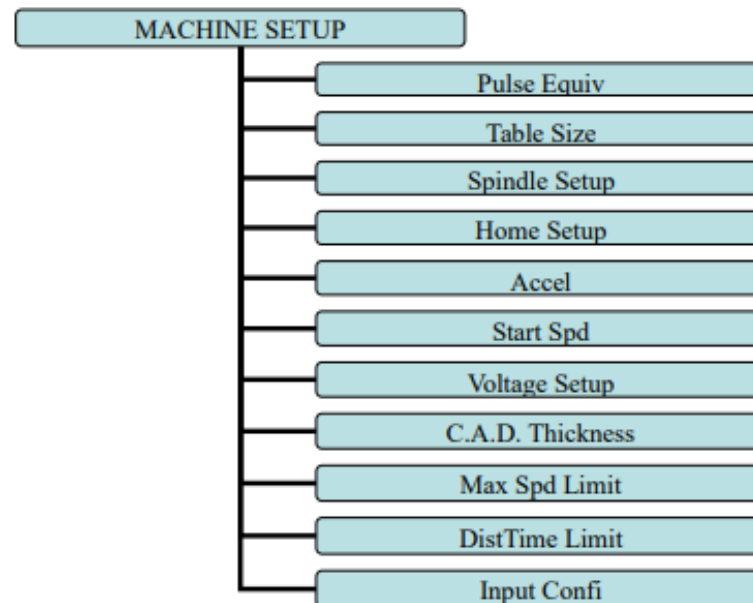 MACHINE SETUP
Pulse Equiv
Table Size
Spindle Setup
Home Setup
Accel
Start Spd
Voltage Setup
C.A.D. Thickness
Max Spd Limit
DistTime Limit
Input Confi